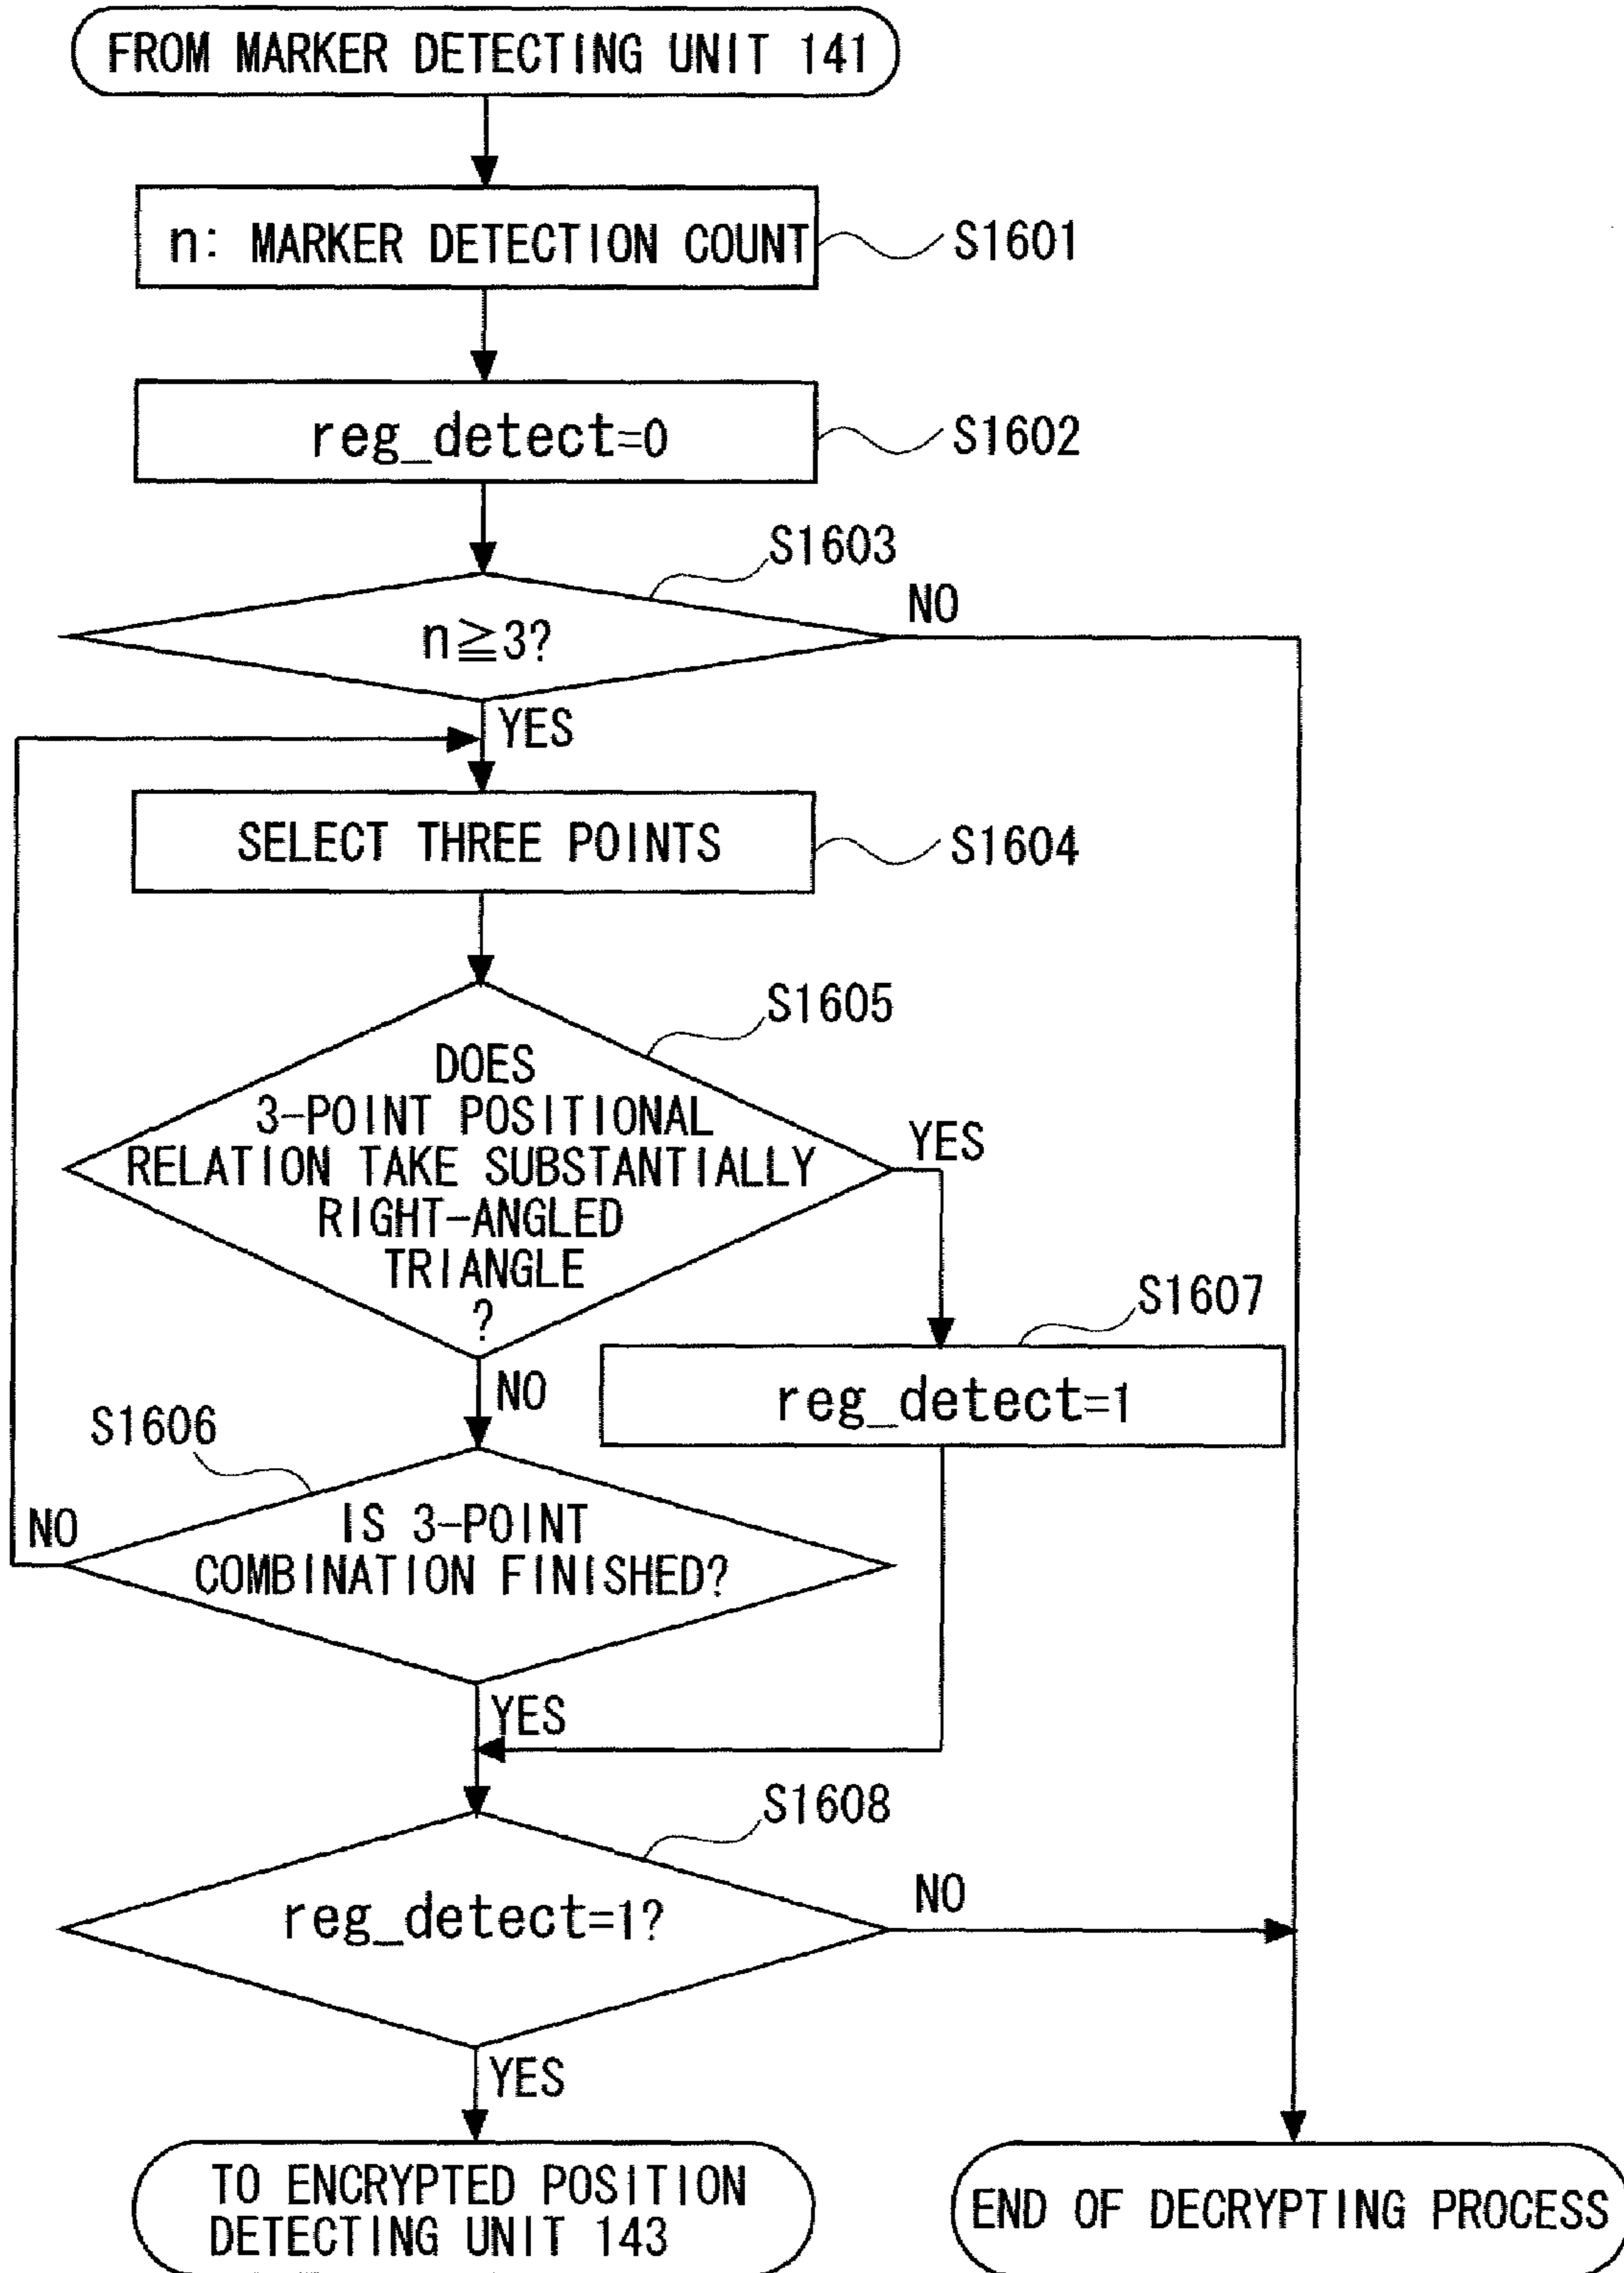 FROM MARKER DETECTING UNIT 141
n: MARKER DETECTION COUNT
S1601
reg_detect=0
S1602
S1603
n≧3?
NO
YES
SELECT THREE POINTS
S1604
S1605
DOES
3-POINT POSITIONAL
RELATION TAKE SUBSTANTIALLY
RIGHT-ANGLED
TRIANGLE
?
YES
NO
S1607
reg_detect=1
S1606
IS 3-POINT
COMBINATION FINISHED?
NO
YES
S1608
reg_detect=1?
NO
YES
TO ENCRYPTED POSITION
DETECTING UNIT 143
END OF DECRYPTING PROCESS